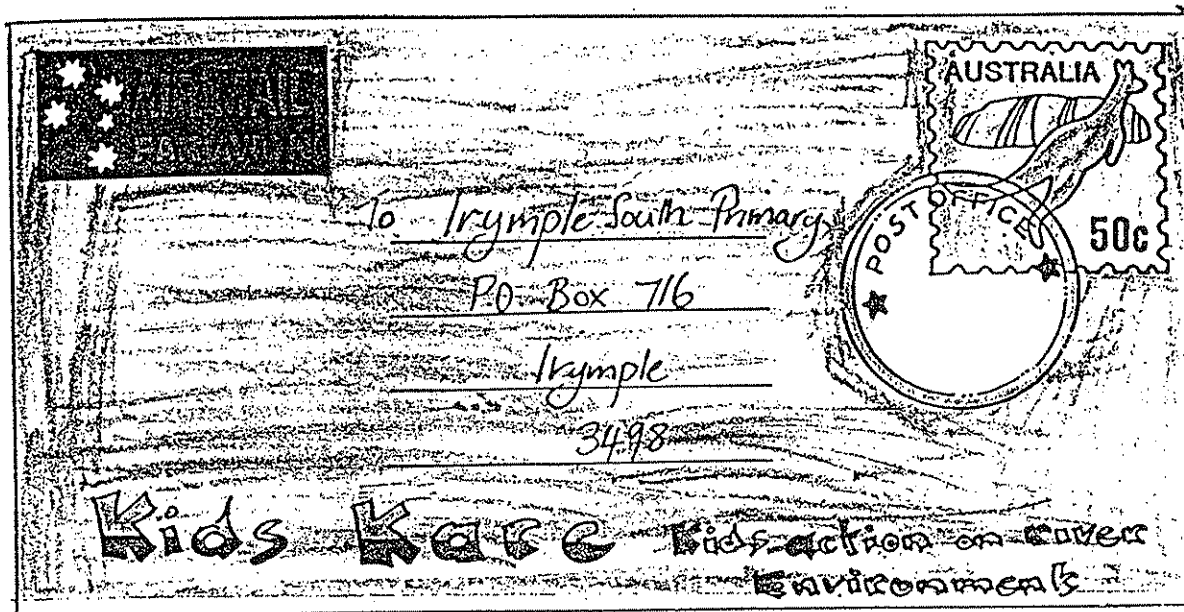 AUSTRALIA
POST OFFICE
50c
To Irymple South Primary
PO Box 716
Irymple
3498
Kids Kare Kids action on river
Environment